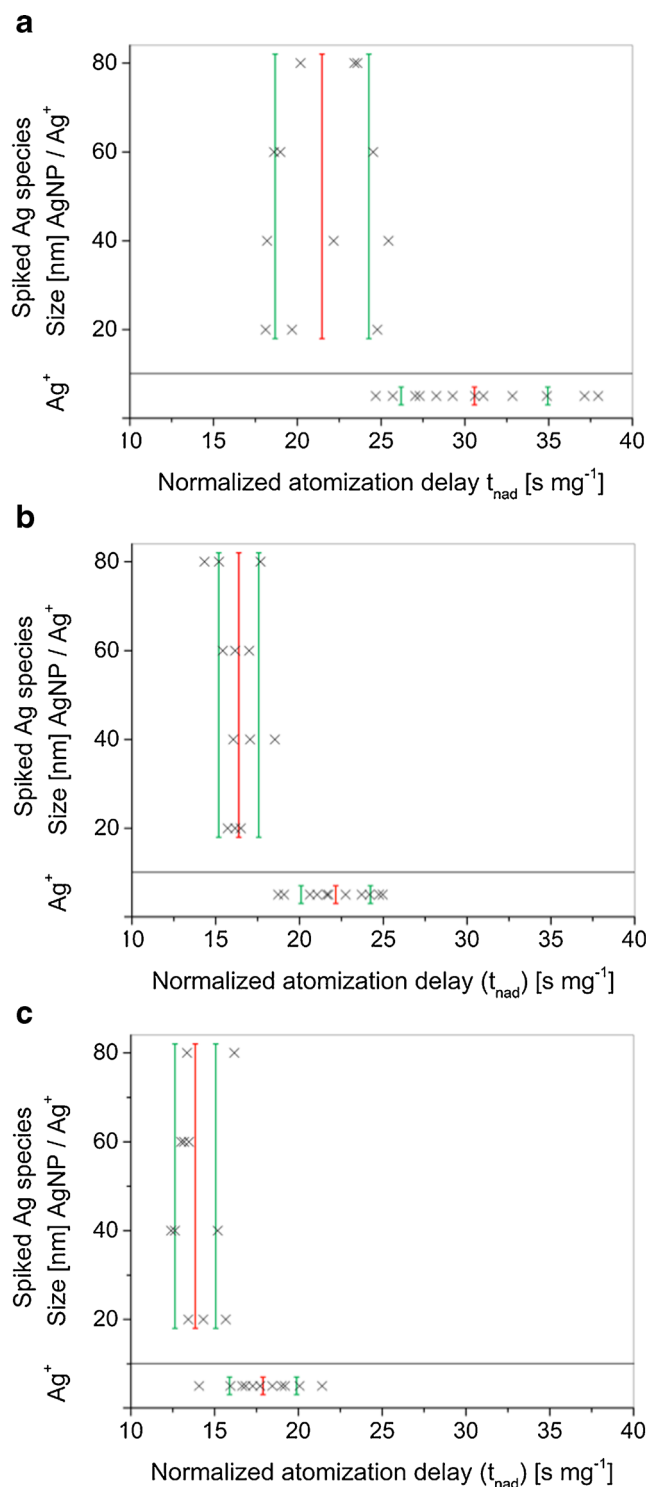 a
Spiked Ag species
Size [nm] AgNP / Ag⁺
80
60
40
20
Ag⁺
10 15 20 25 30 35 40
Normalized atomization delay tnad [s mg⁻¹]
b
Spiked Ag species
Size [nm] AgNP / Ag⁺
80
60
40
20
Ag⁺
10 15 20 25 30 35 40
Normalized atomization delay (tnad) [s mg⁻¹]
c
Spiked Ag species
Size [nm] AgNP / Ag⁺
80
60
40
20
Ag⁺
10 15 20 25 30 35 40
Normalized atomization delay (tnad) [s mg⁻¹]